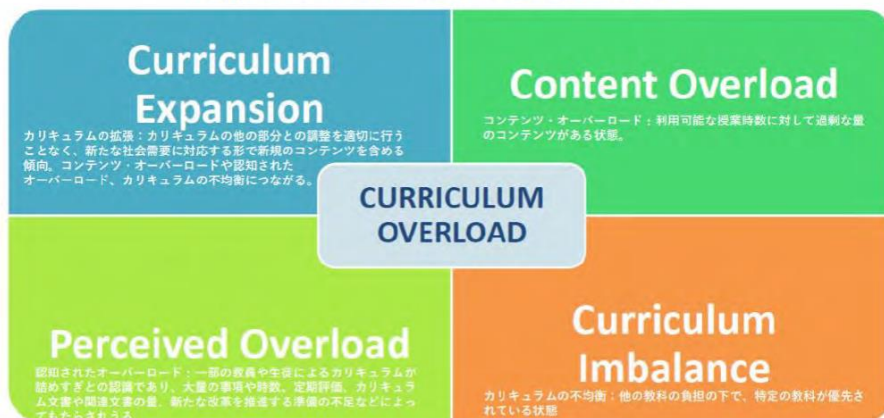 Curriculum
Expansion
カリキュラムの拡張：カリキュラムの他の部分との調整を適切に行う
ことなく、新たな社会需要に対応する形で新規のコンテンツを含める
傾向。コンテンツ・オーバーロードや認知された
オーバーロード、カリキュラムの不均衡につながる。
Content Overload
コンテンツ・オーバーロード：利用可能な授業時数に対して過剰な量
のコンテンツがある状態。
CURRICULUM
OVERLOAD
Perceived Overload
認知されたオーバーロード：一部の教員や生徒によるカリキュラムが
詰めすぎとの認識であり、大量の事項や時数、定期評価、カリキュラ
ム文書や関連文書の量、新たな改革を推進する準備の不足などによっ
てもたらされうる
Curriculum
Imbalance
カリキュラムの不均衡：他の教科の負担の下で、特定の教科が優先さ
れている状態